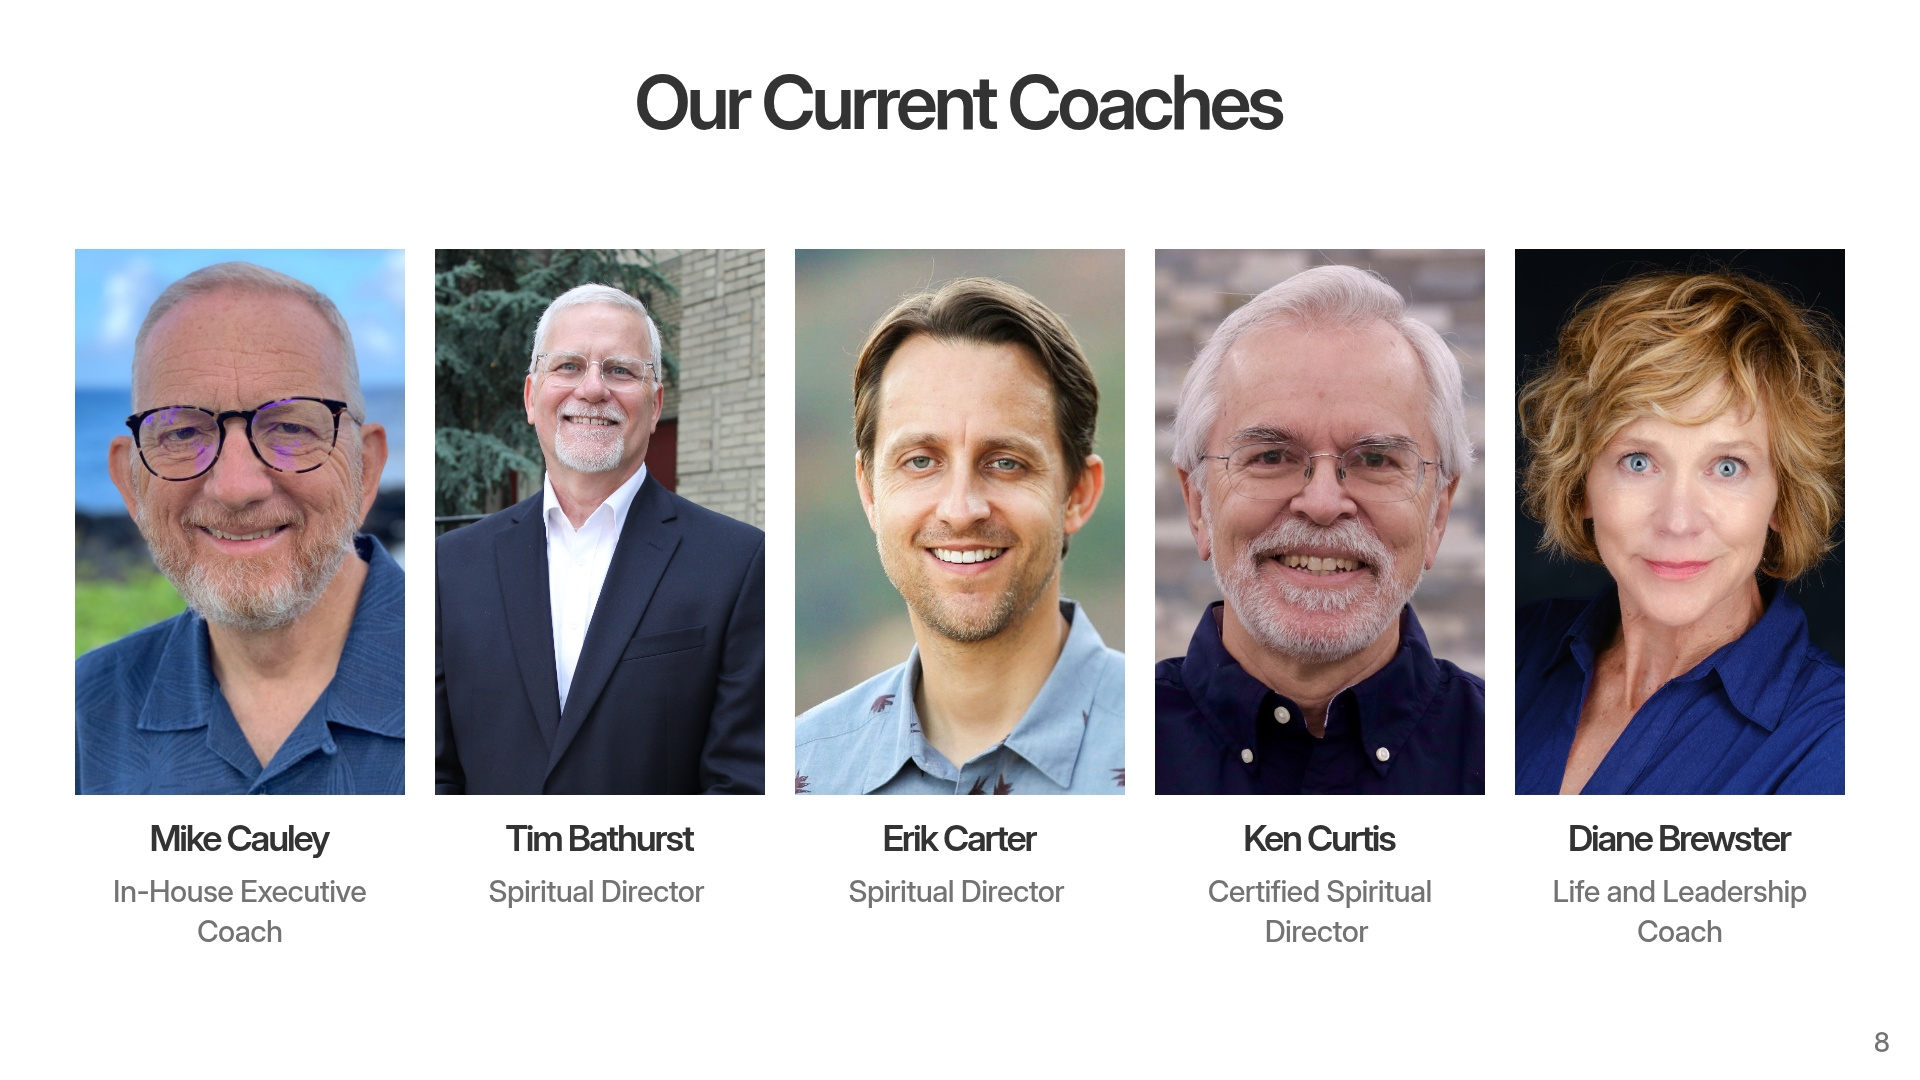 Our Current Coaches
Mike Cauley
In-House Executive
Coach
Tim Bathurst
Spiritual Director
Erik Carter
Spiritual Director
Ken Curtis
Certified Spiritual
Director
Diane Brewster
Life and Leadership
Coach
8